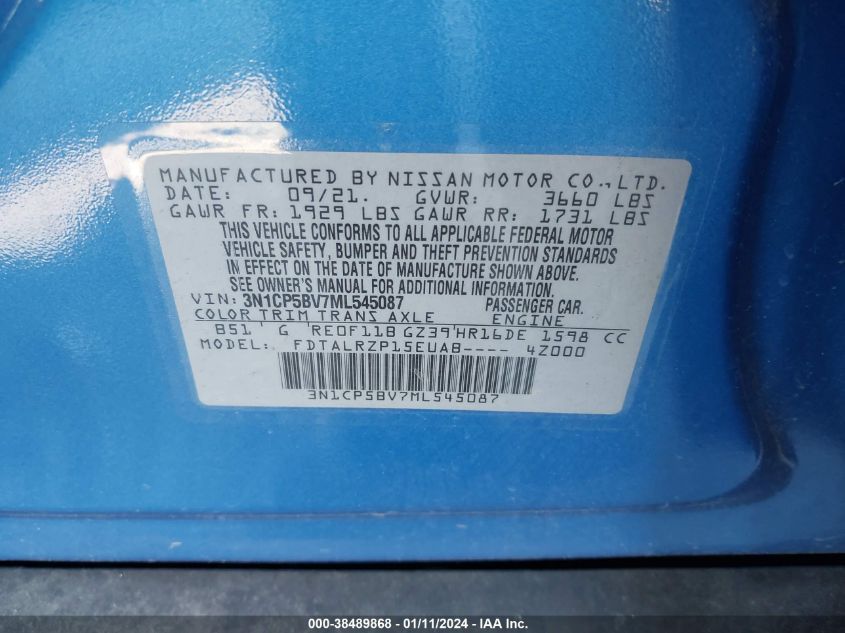 MANUFACTURED BY NISSAN MOTOR CO., LTD.
DATE: 09/21. GVWR: 3660 LBS
GAWR FR: 1929 LBS GAWR RR: 1731 LBS
THIS VEHICLE CONFORMS TO ALL APPLICABLE FEDERAL MOTOR
VEHICLE SAFETY, BUMPER AND THEFT PREVENTION STANDARDS
IN EFFECT ON THE DATE OF MANUFACTURE SHOWN ABOVE.
SEE OWNER'S MANUAL FOR ADDITIONAL INFORMATION.
VIN: 3N1CP5BV7ML545087 PASSENGER CAR.
COLOR TRIM TRANS AXLE ENGINE
B51 ' G 'RE0F11B GZ39'HR16DE 1598 CC
MODEL: FDTALRZP15EUAB---- 4Z000
3N1CP5BV7ML545087
000-38489868 - 01/11/2024 - IAA Inc.